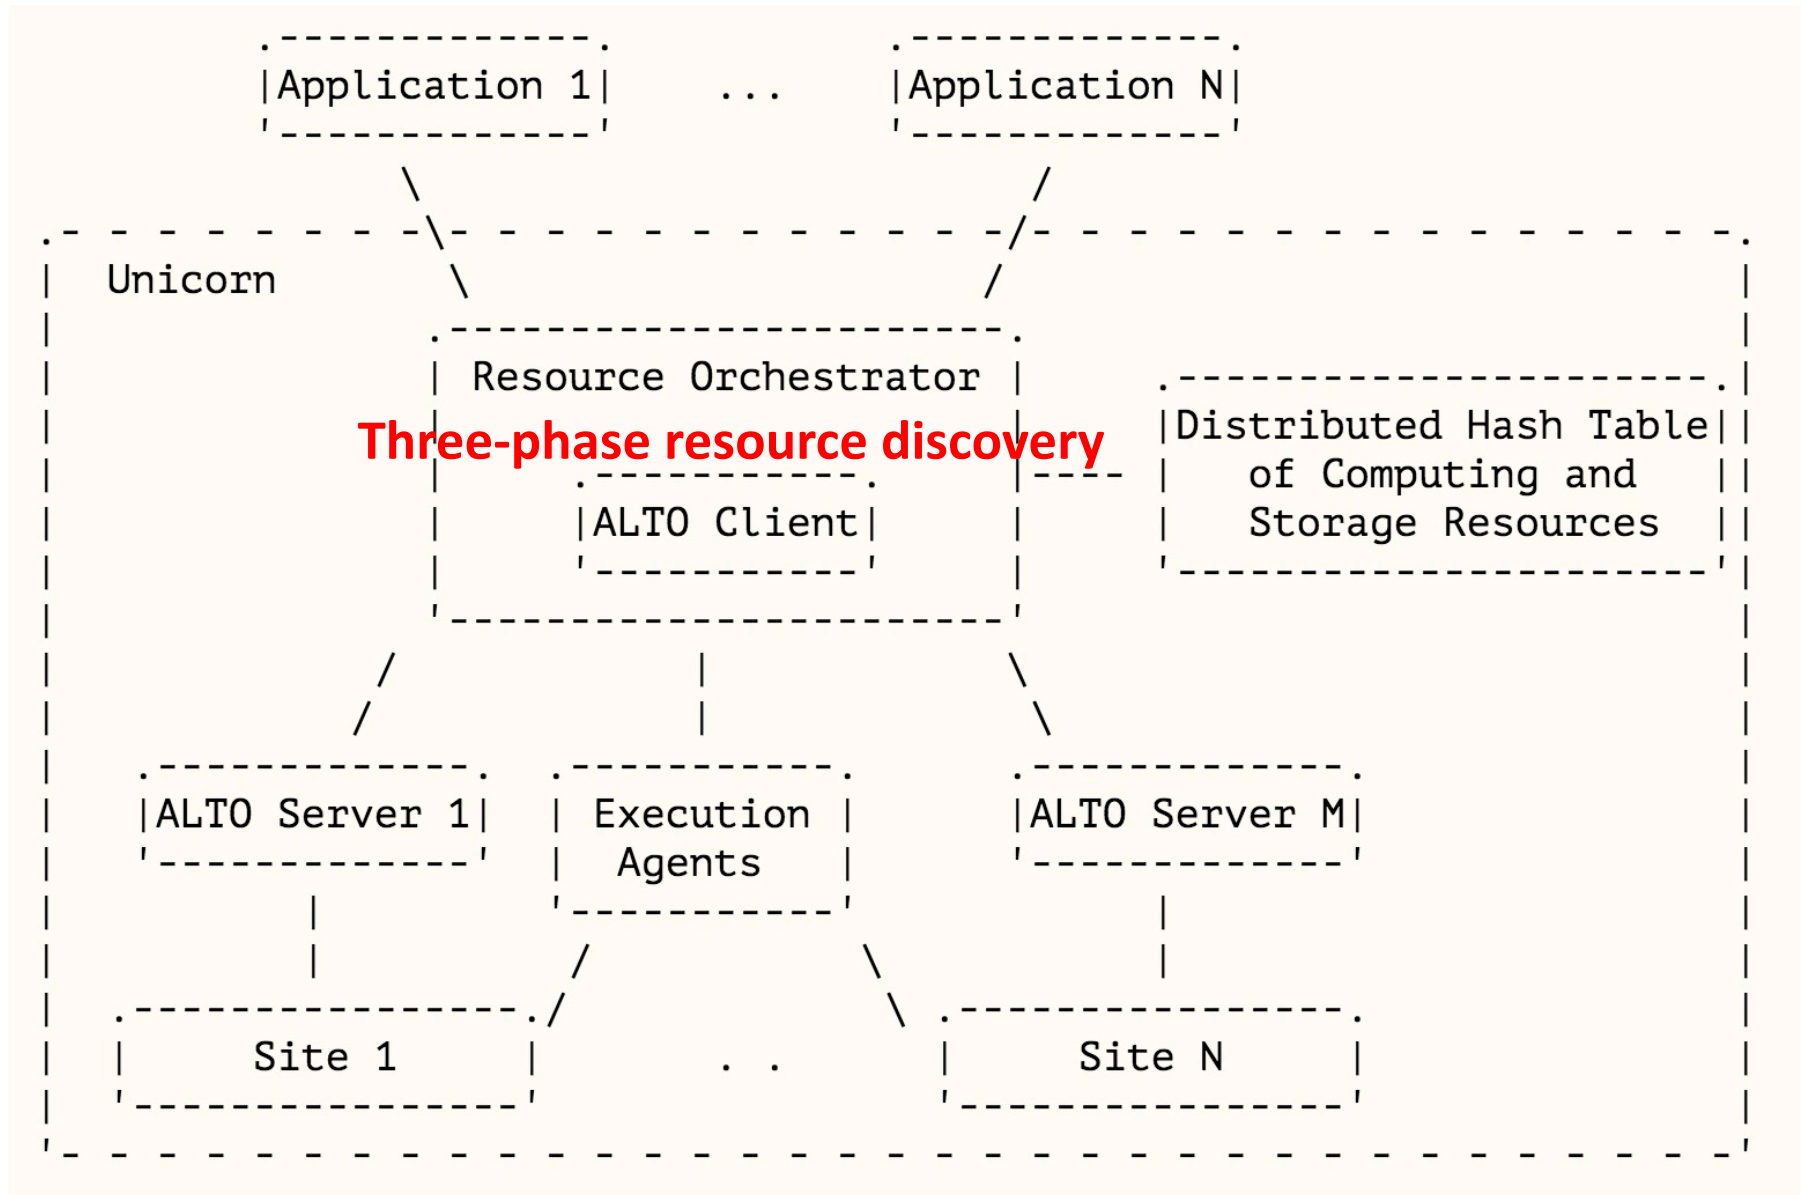 Application 1 ... Application N
Unicorn
Resource Orchestrator
Three-phase resource discovery
Distributed Hash Table
of Computing and
Storage Resources
ALTO Client
ALTO Server 1
Execution
Agents
ALTO Server M
Site 1 . . Site N